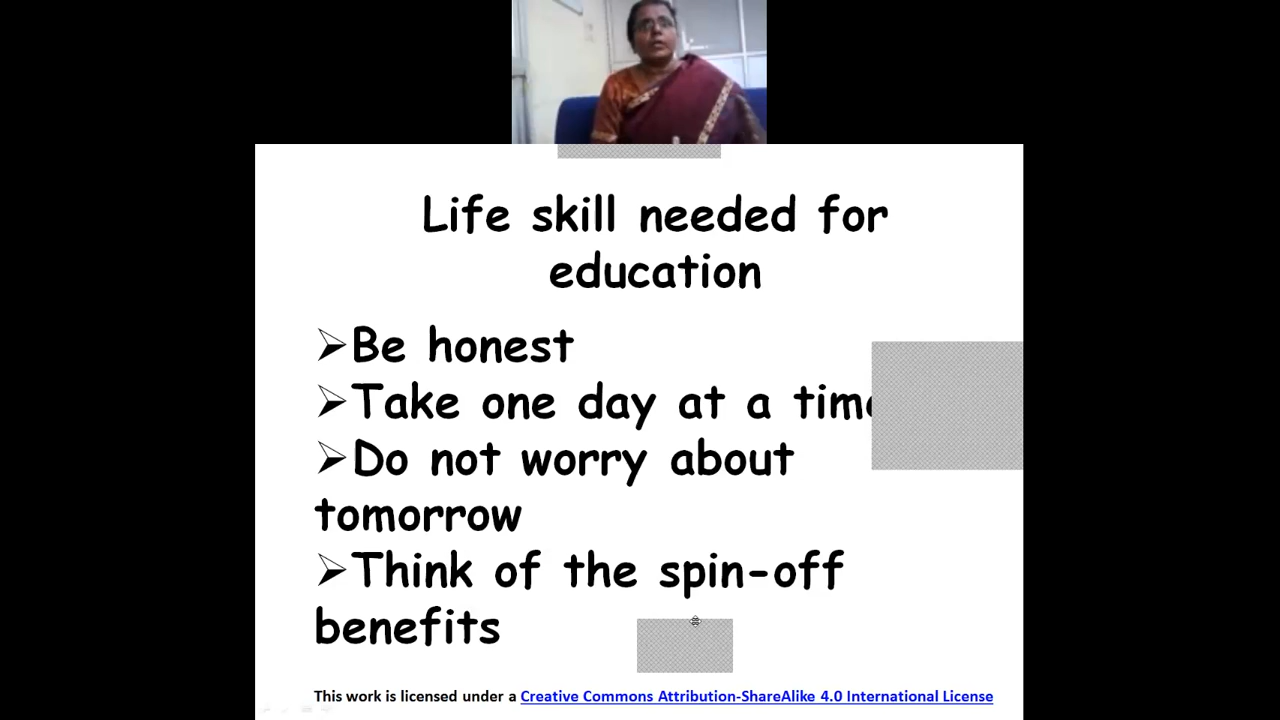 Life skill needed for
education
➢Be honest
➢Take one day at a
➢Do not worry about
tomorrow
➢Think of the spin-off
benefits
This work is licensed under a Creative Commons Attribution-ShareAlike 4.0 International License